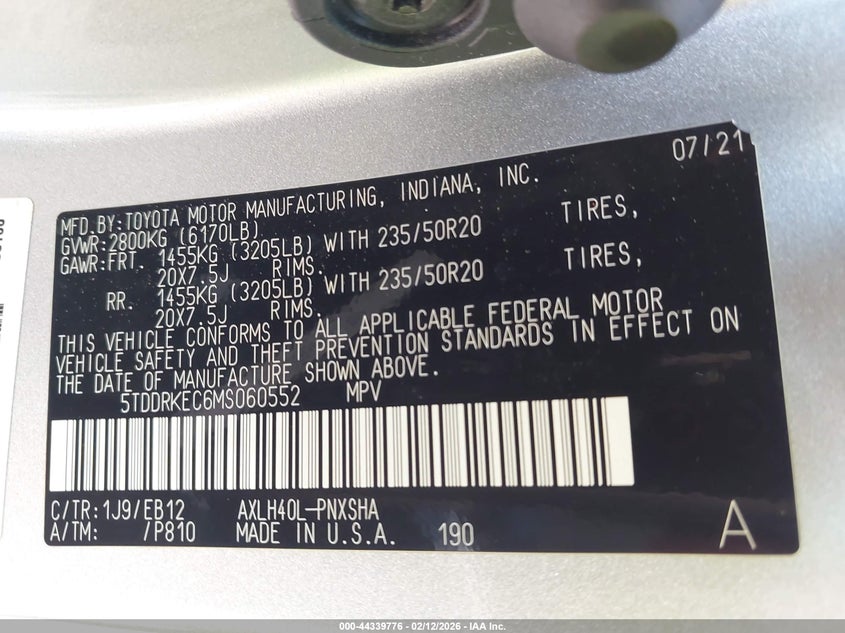 07/21
MFD.BY:TOYOTA MOTOR MANUFACTURING, INDIANA, INC.
GVWR:2800KG (6170LB)
GAWR:FRT. 1455KG (3205LB) WITH 235/50R20 TIRES,
20X7.5J RIMS.
RR. 1455KG (3205LB) WITH 235/50R20 TIRES,
20X7.5J RIMS.
THIS VEHICLE CONFORMS TO ALL APPLICABLE FEDERAL MOTOR
VEHICLE SAFETY AND THEFT PREVENTION STANDARDS IN EFFECT ON
THE DATE OF MANUFACTURE SHOWN ABOVE.
5TDDRKEC6MS060552 MPV
C/TR:1J9/EB12 AXLH40L-PNXSHA
A/TM: /P810 MADE IN U.S.A. 190 A
000-44339776 - 02/12/2026 - IAA Inc.